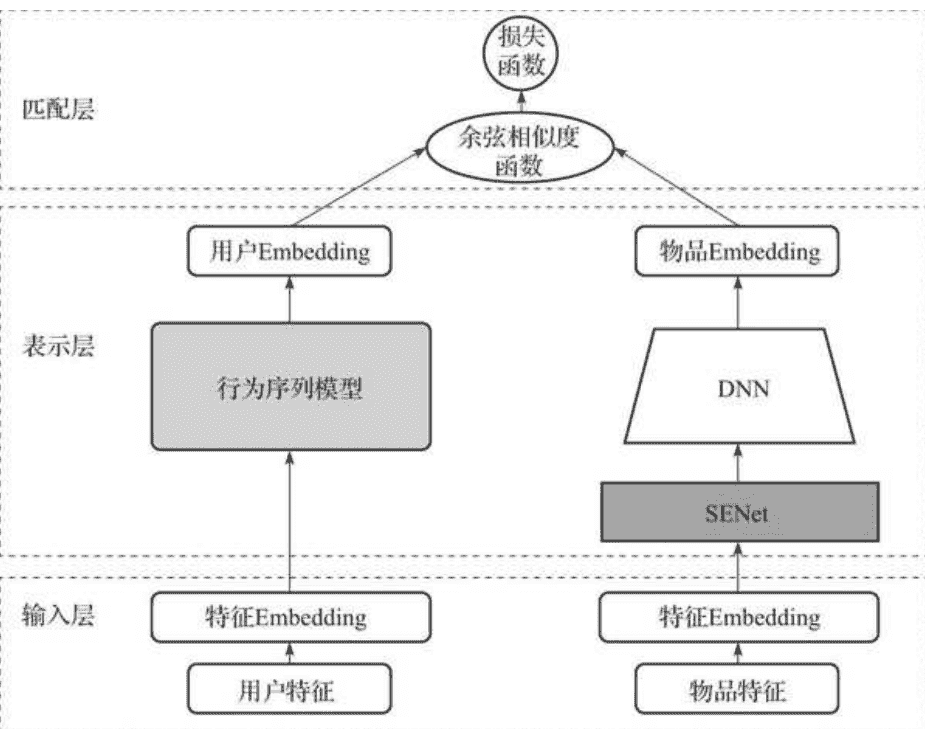 损失
函数
匹配层
余弦相似度
函数
用户Embedding
物品Embedding
表示层
行为序列模型
DNN
SENet
输入层
特征Embedding
特征Embedding
用户特征
物品特征